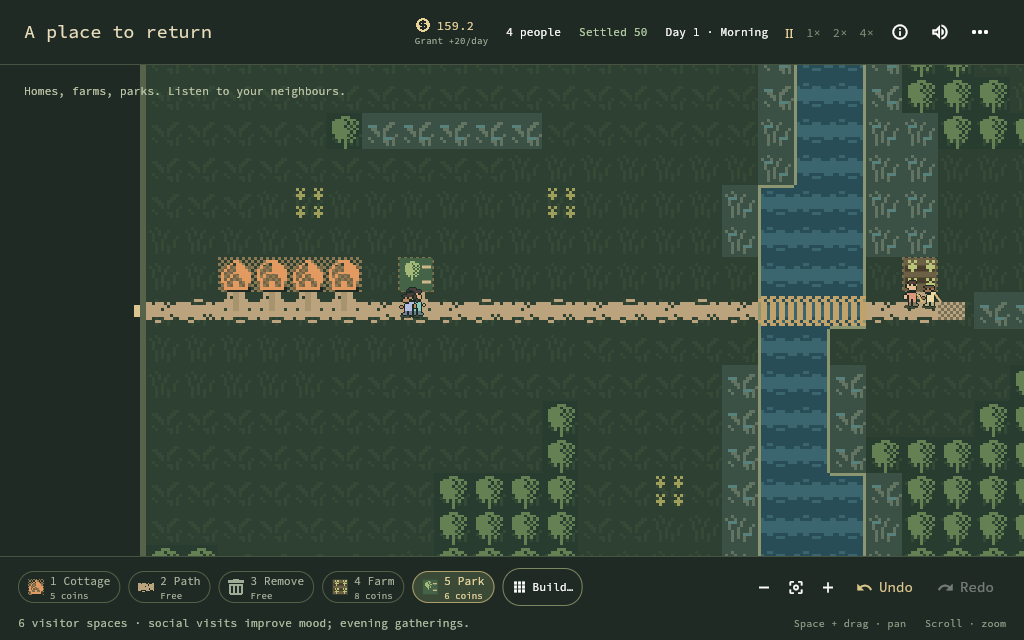 A place to return
159.2
Grant +20/day
4 people
Settled 50
Day 1 · Morning
1×
2×
4×
Homes, farms, parks. Listen to your neighbours.
1 Cottage
5 coins
2 Path
Free
3 Remove
Free
4 Farm
8 coins
5 Park
6 coins
Build…
Undo
Redo
6 visitor spaces · social visits improve mood; evening gatherings.
Space + drag · pan
Scroll · zoom